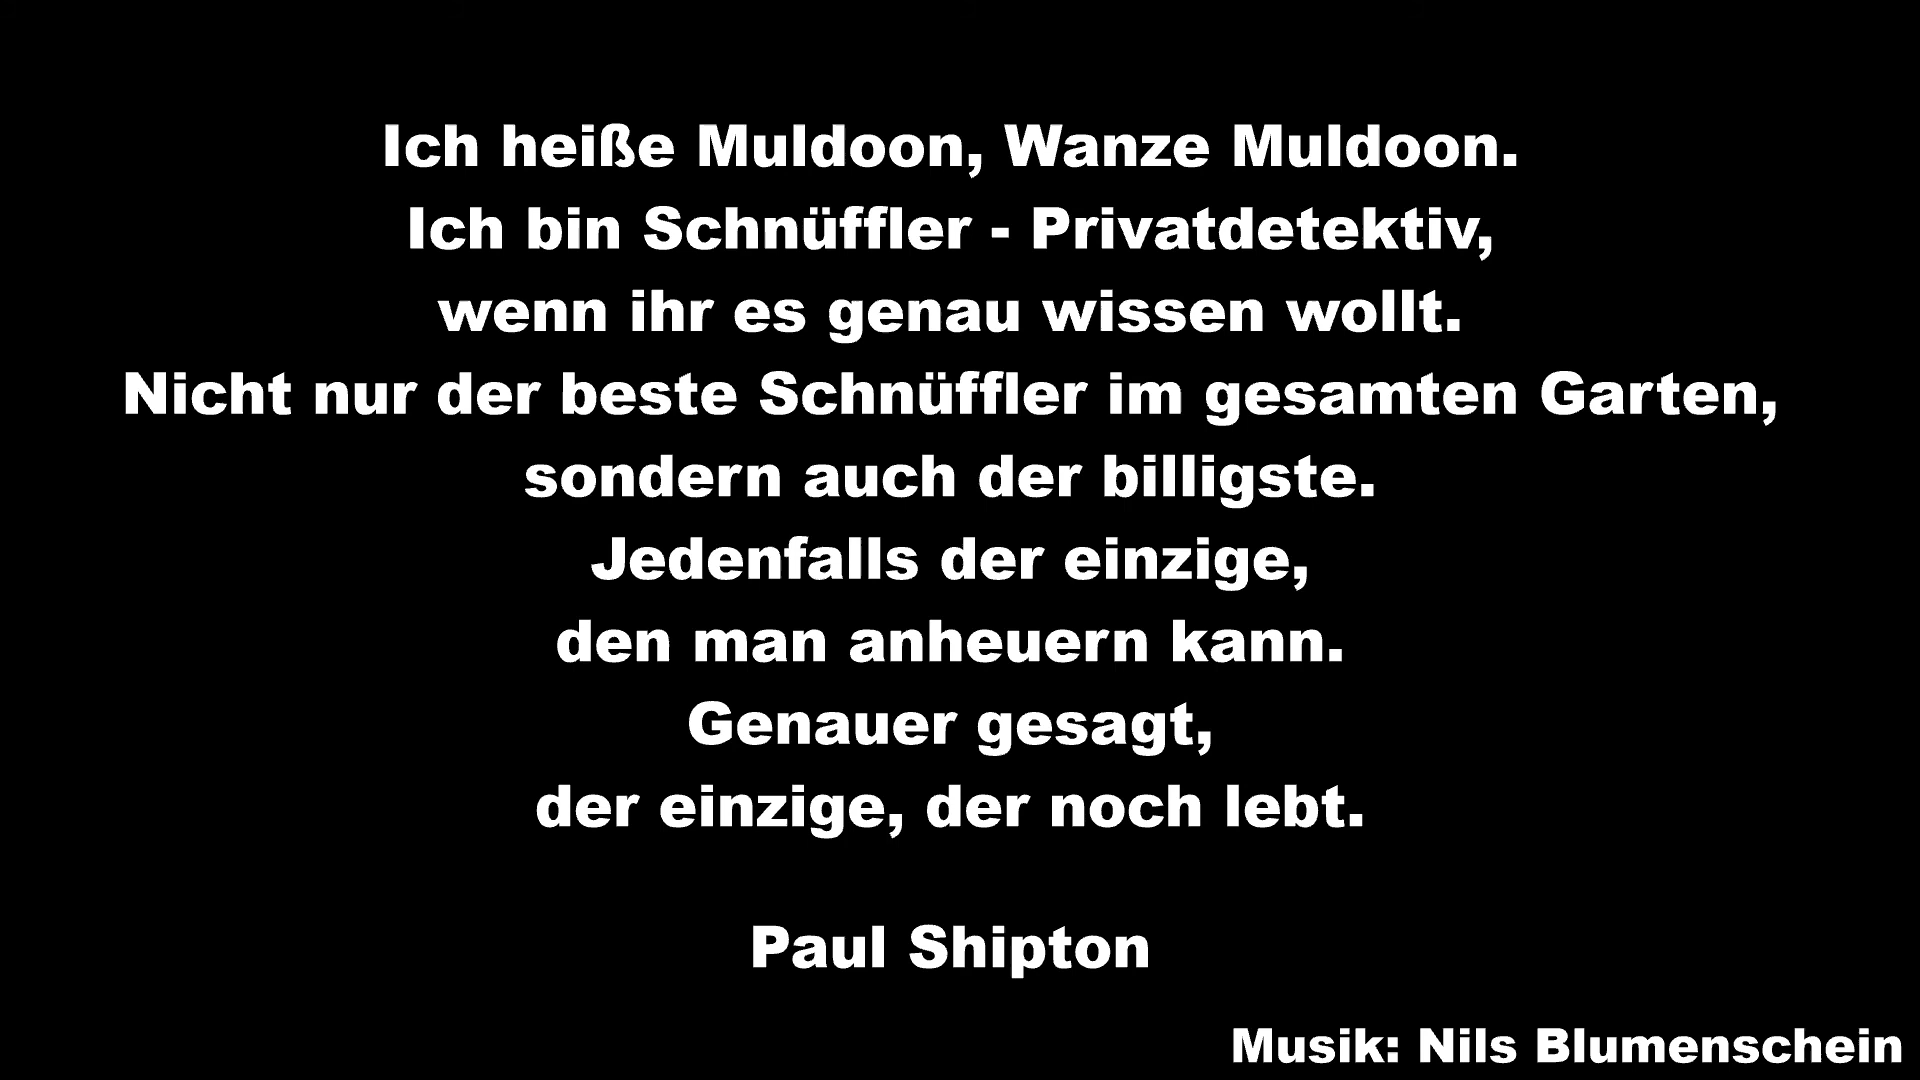 Ich heiße Muldoon, Wanze Muldoon.
Ich bin Schnüffler - Privatdetektiv,
wenn ihr es genau wissen wollt.
Nicht nur der beste Schnüffler im gesamten Garten,
sondern auch der billigste.
Jedenfalls der einzige,
den man anheuern kann.
Genauer gesagt,
der einzige, der noch lebt.
Paul Shipton
Musik: Nils Blumenschein